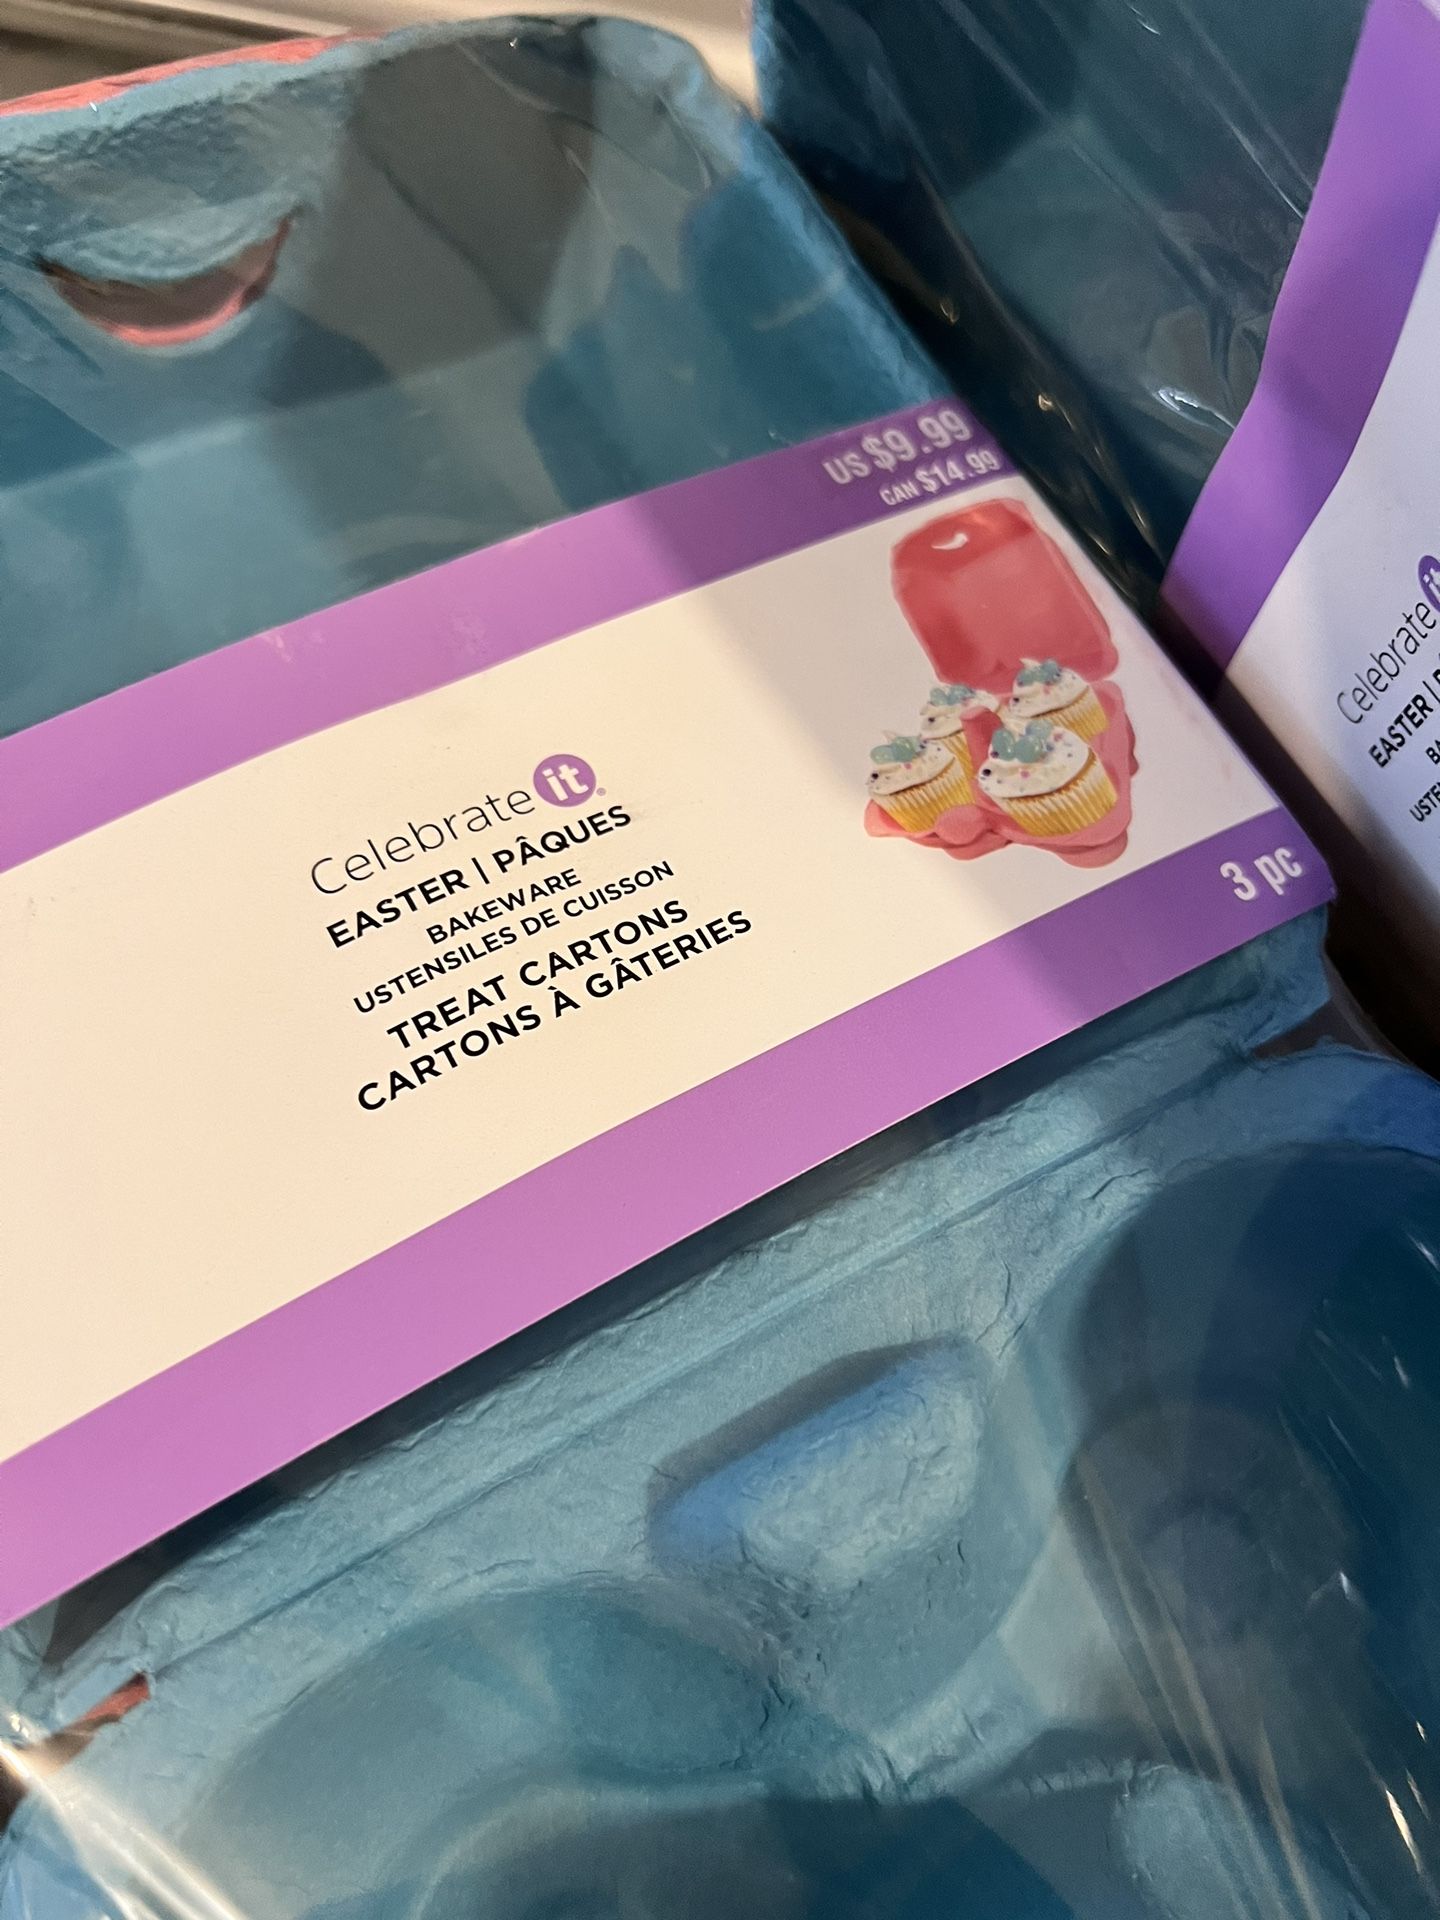 US $9.99
CAN $14.99
Celebrate it®
EASTER | PÂQUES
BAKEWARE
USTENSILES DE CUISSON
TREAT CARTONS
CARTONS À GÂTERIES
3 pc
Celebrate it
EASTER |